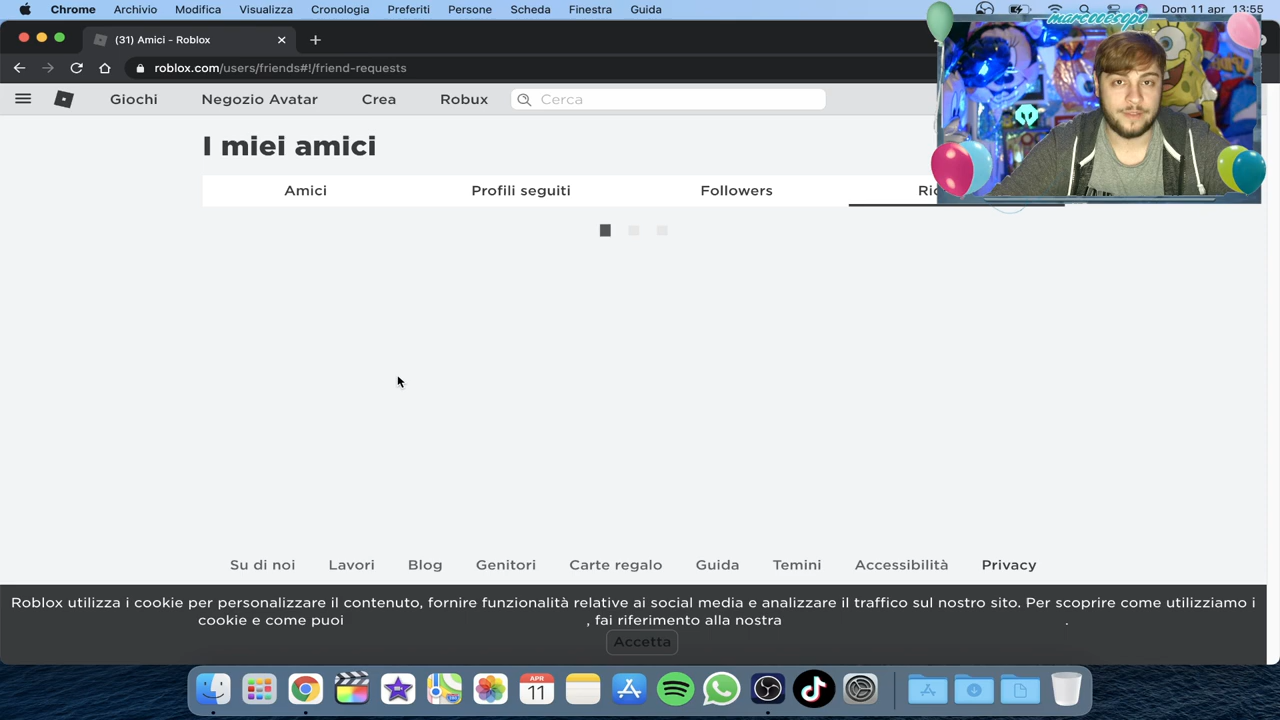 Chrome Archivio Modifica Visualizza Cronologia Preferiti Persone Scheda Finestra Guida Dom 11 apr 13:55
marcooesopo
(31) Amici - Roblox
roblox.com/users/friends#!/friend-requests
Giochi Negozio Avatar Crea Robux Cerca
I miei amici
Amici Profili seguiti Followers
Su di noi Lavori Blog Genitori Carte regalo Guida Temini Accessibilità Privacy
Roblox utilizza i cookie per personalizzare il contenuto, fornire funzionalità relative ai social media e analizzare il traffico sul nostro sito. Per scoprire come utilizziamo i
cookie e come puoi , fai riferimento alla nostra .
Accetta
APR
11